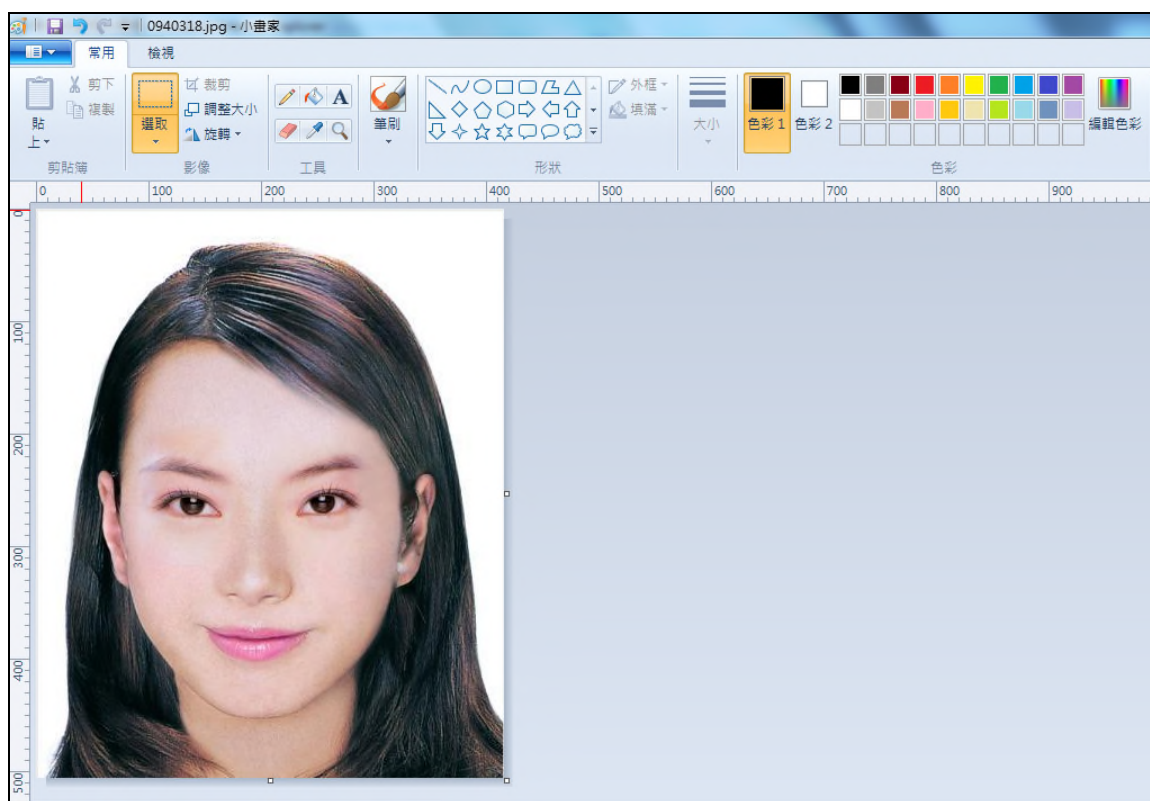 0940318.jpg - 小畫家
常用 檢視
貼上
剪下
複製
剪貼簿
選取
裁剪
調整大小
旋轉
影像
A
工具
筆刷
形狀
外框
填滿
大小
色彩 1
色彩 2
編輯色彩
色彩
0 100 200 300 400 500 600 700 800 900
0
100
200
300
400
500